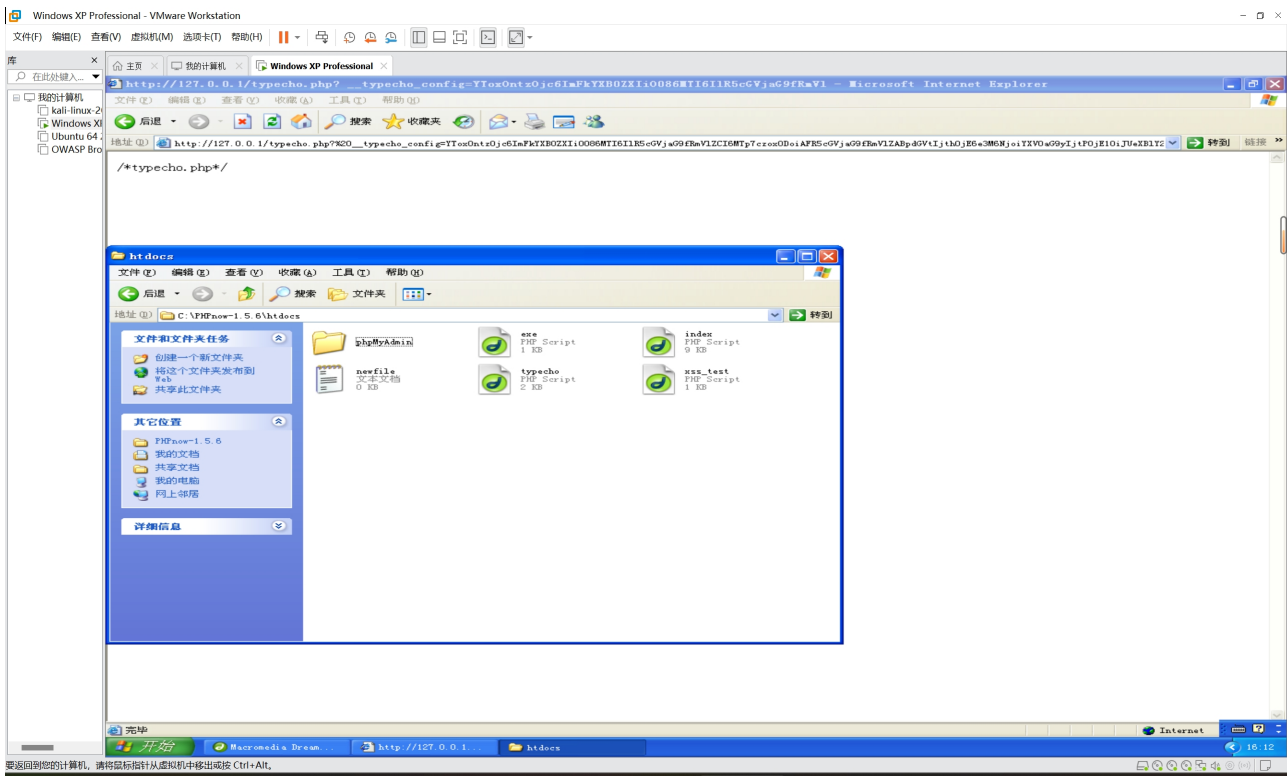 Windows XP Professional - VMware Workstation
文件(F) 编辑(E) 查看(V) 虚拟机(M) 选项卡(T) 帮助(H)
库
在此处键入...
主页
我的计算机
Windows XP Professional
我的计算机
kali-linux-2
Windows XI
Ubuntu 64
OWASP Bro
http://127.0.0.1/typecho.php? __typecho_config=YToxOntzOjc6ImFkYXB0ZXIiO086MTI6IlR5cGVjaG9fRmVl - Microsoft Internet Explorer
文件(F) 编辑(E) 查看(V) 收藏(A) 工具(T) 帮助(H)
后退 搜索 收藏夹
地址(D) 转到 链接 »
/*typecho.php*/
htdocs
文件(F) 编辑(E) 查看(V) 收藏(A) 工具(T) 帮助(H)
后退 搜索 文件夹
地址(D) C:\PHPnow-1.5.6\htdocs 转到
文件和文件夹任务
创建一个新文件夹
将这个文件夹发布到
Web
共享此文件夹
其它位置
PHPnow-1.5.6
我的文档
共享文档
我的电脑
网上邻居
详细信息
phpMyAdmin
exe
PHP Script
1 KB
index
PHP Script
9 KB
newfile
文本文档
0 KB
typecho
PHP Script
2 KB
xss_test
PHP Script
1 KB
完毕
Internet
开始
Macromedia Dream...
http://127.0.0.1...
htdocs
16:12
要返回到您的计算机，请将鼠标指针从虚拟机中移出或按 Ctrl+Alt。